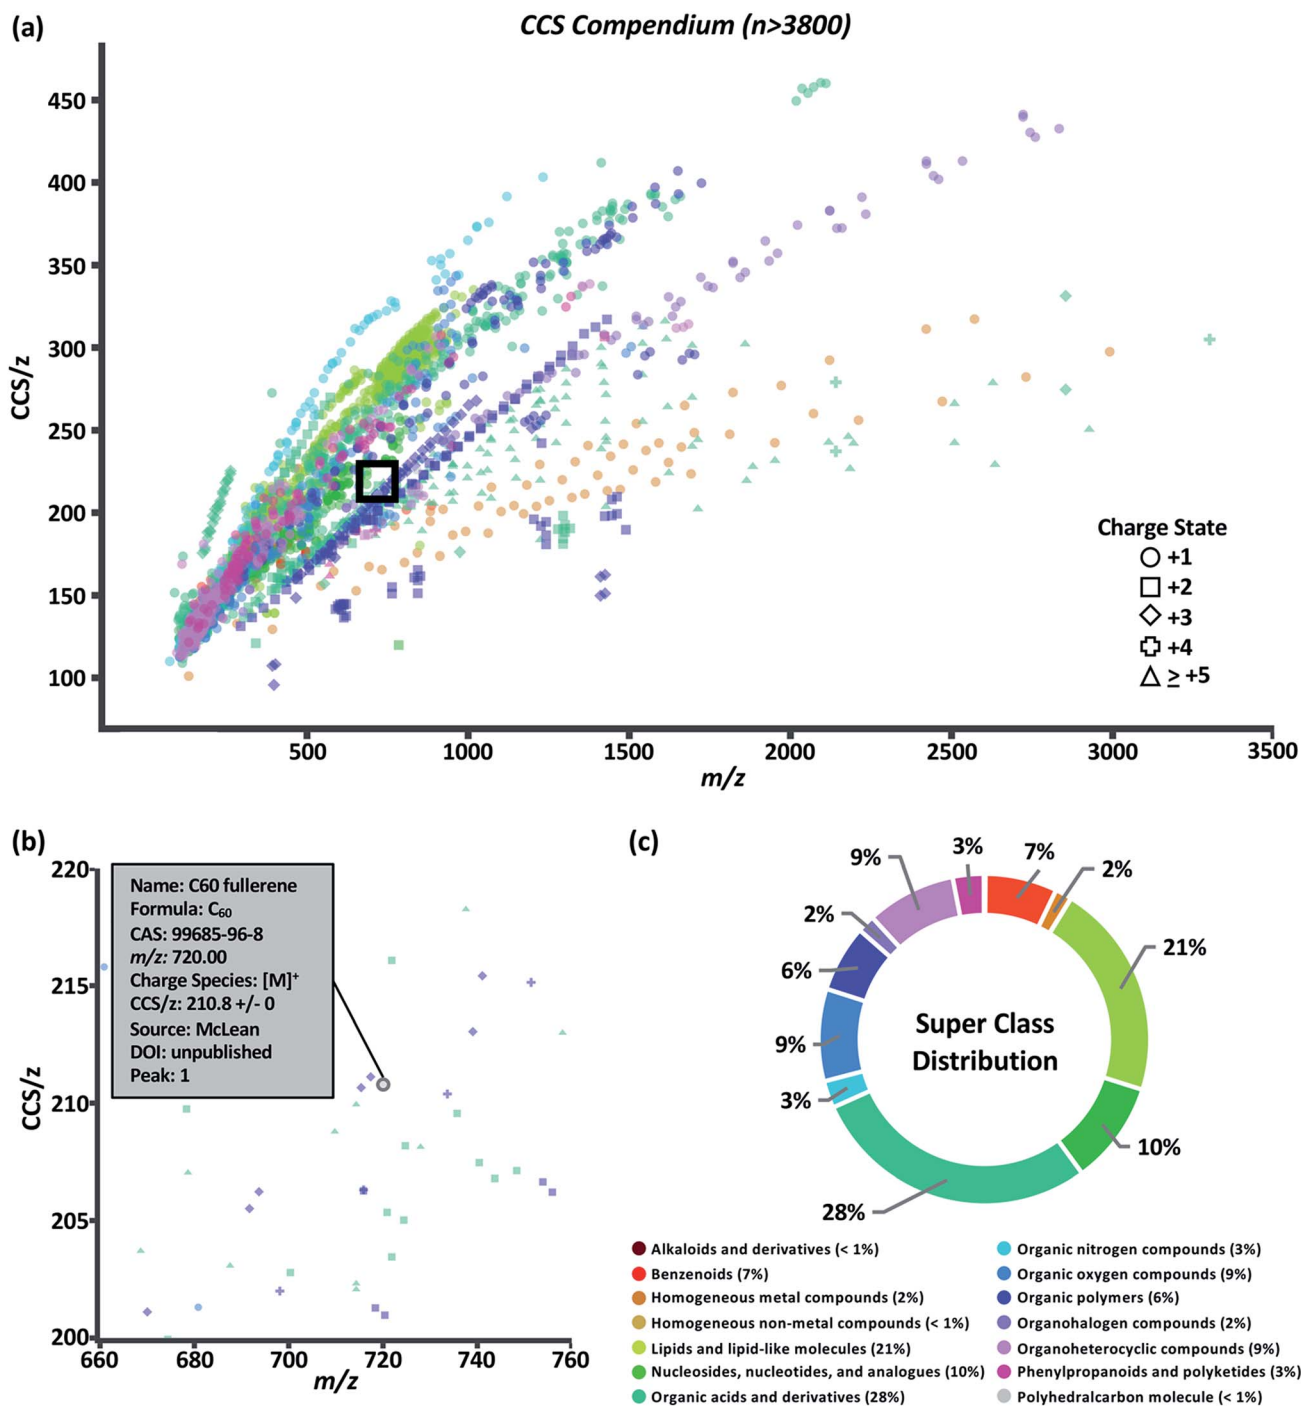 (a)
CCS Compendium (n>3800)
CCS/z
450
400
350
300
250
200
150
100
500
1000
1500
2000
2500
3000
3500
m/z
Charge State
+1
+2
+3
+4
≥ +5
(b)
CCS/z
220
215
210
205
200
660
680
700
720
740
760
m/z
Name: C60 fullerene
Formula: C₆₀
CAS: 99685-96-8
m/z: 720.00
Charge Species: [M]⁺
CCS/z: 210.8 +/- 0
Source: McLean
DOI: unpublished
Peak: 1
(c)
9%
3%
7%
2%
2%
21%
6%
9%
3%
10%
28%
Super Class
Distribution
Alkaloids and derivatives (< 1%)
Benzenoids (7%)
Homogeneous metal compounds (2%)
Homogeneous non-metal compounds (< 1%)
Lipids and lipid-like molecules (21%)
Nucleosides, nucleotides, and analogues (10%)
Organic acids and derivatives (28%)
Organic nitrogen compounds (3%)
Organic oxygen compounds (9%)
Organic polymers (6%)
Organohalogen compounds (2%)
Organoheterocyclic compounds (9%)
Phenylpropanoids and polyketides (3%)
Polyhedralcarbon molecule (< 1%)